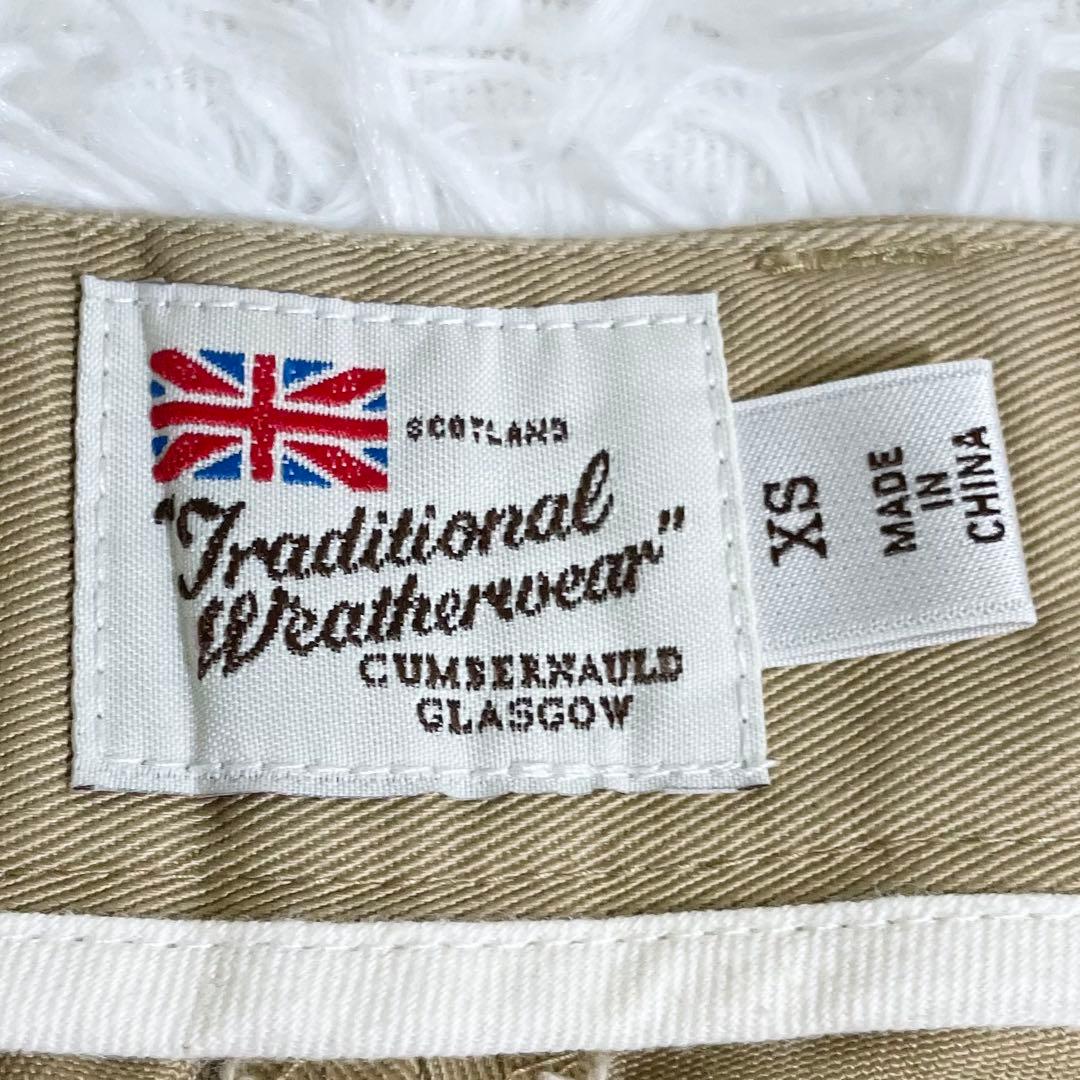 SCOTLAND
"Traditional
Weatherwear"
CUMBERNAULD
GLASGOW
XS
MADE
IN
CHINA